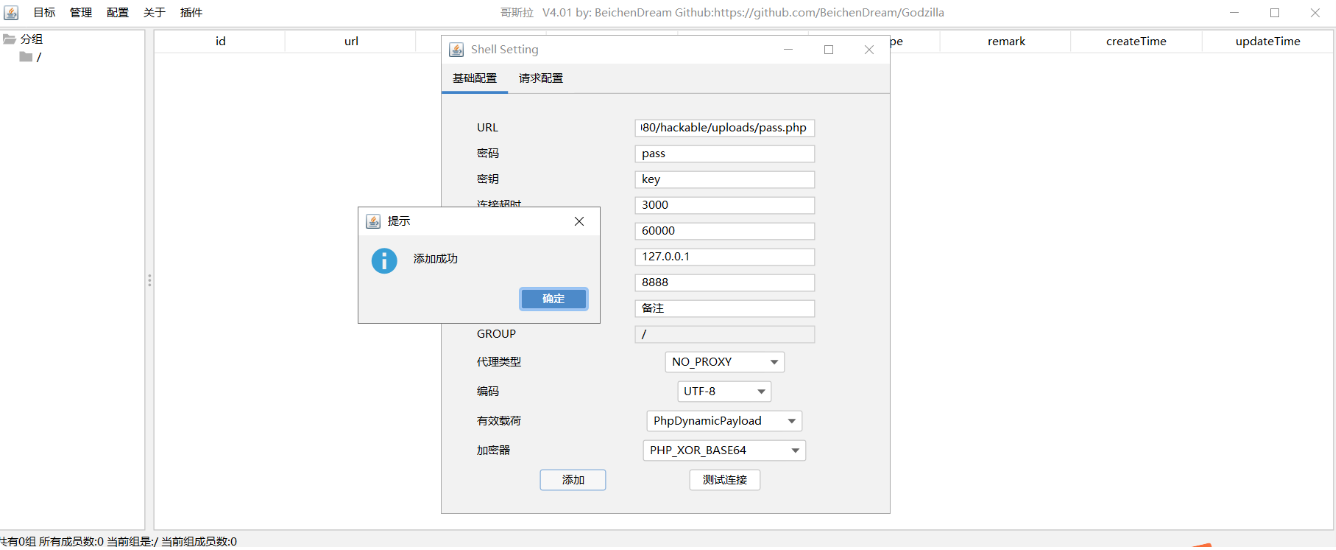 目标 管理 配置 关于 插件 哥斯拉 V4.01 by: BeichenDream Github:https://github.com/BeichenDream/Godzilla
分组
/
id url pe remark createTime updateTime
Shell Setting
基础配置 请求配置
URL 080/hackable/uploads/pass.php
密码 pass
密钥 key
连接超时 3000
60000
127.0.0.1
8888
备注
提示
添加成功
确定
GROUP /
代理类型 NO_PROXY
编码 UTF-8
有效载荷 PhpDynamicPayload
加密器 PHP_XOR_BASE64
添加 测试连接
共有0组 所有成员数:0 当前组是:/ 当前组成员数:0